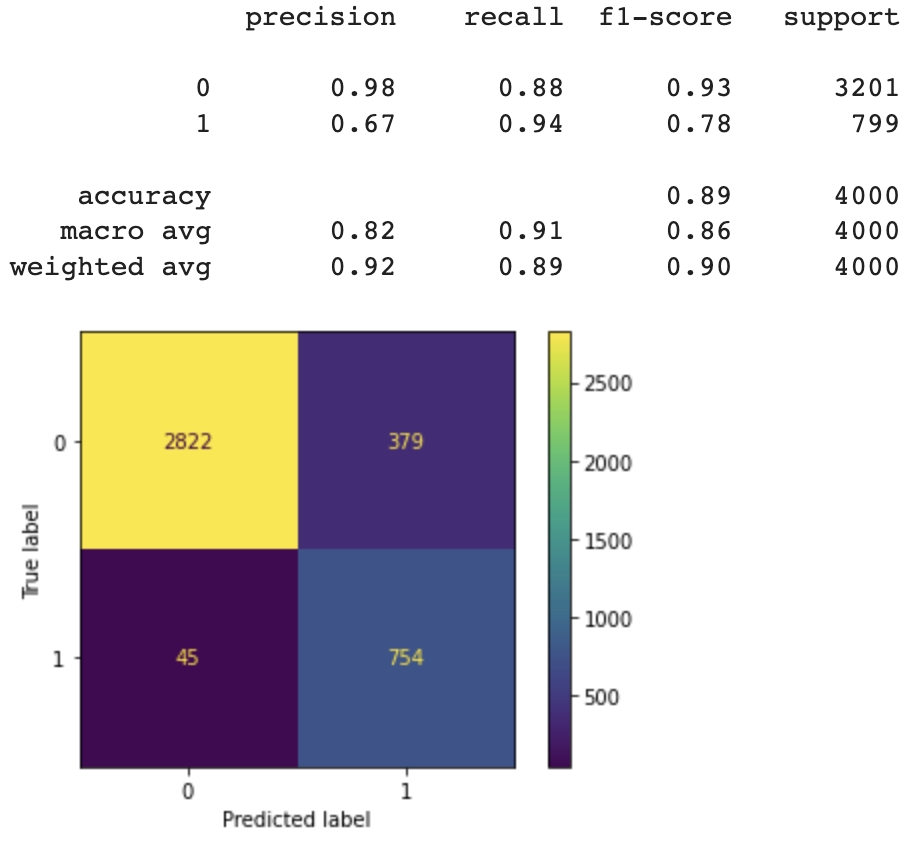 precision recall f1-score support
0 0.98 0.88 0.93 3201
1 0.67 0.94 0.78 799
accuracy 0.89 4000
macro avg 0.82 0.91 0.86 4000
weighted avg 0.92 0.89 0.90 4000
2500
2000
1500
1000
500
True label
0
1
2822 379
45 754
0 1
Predicted label